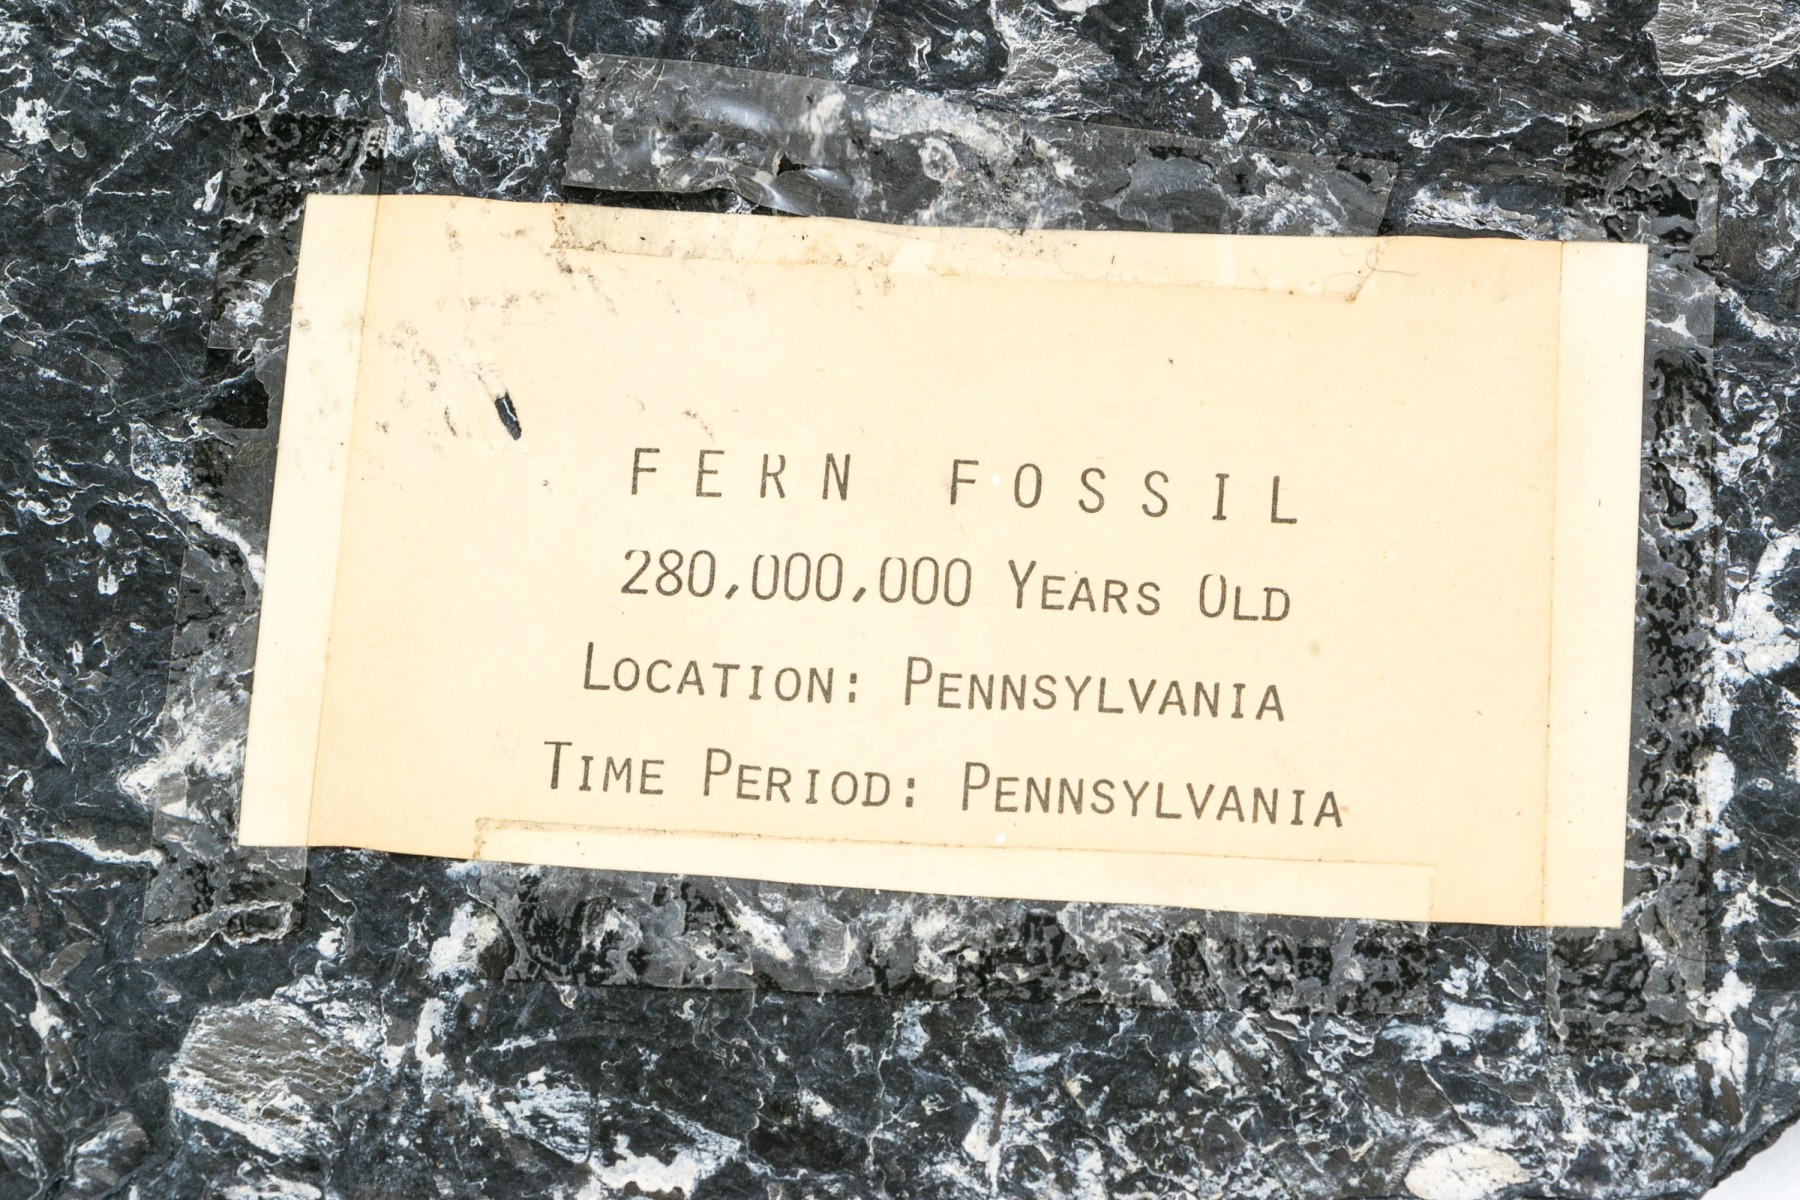 FERN FOSSIL
280,000,000 YEARS OLD
LOCATION: PENNSYLVANIA
TIME PERIOD: PENNSYLVANIA